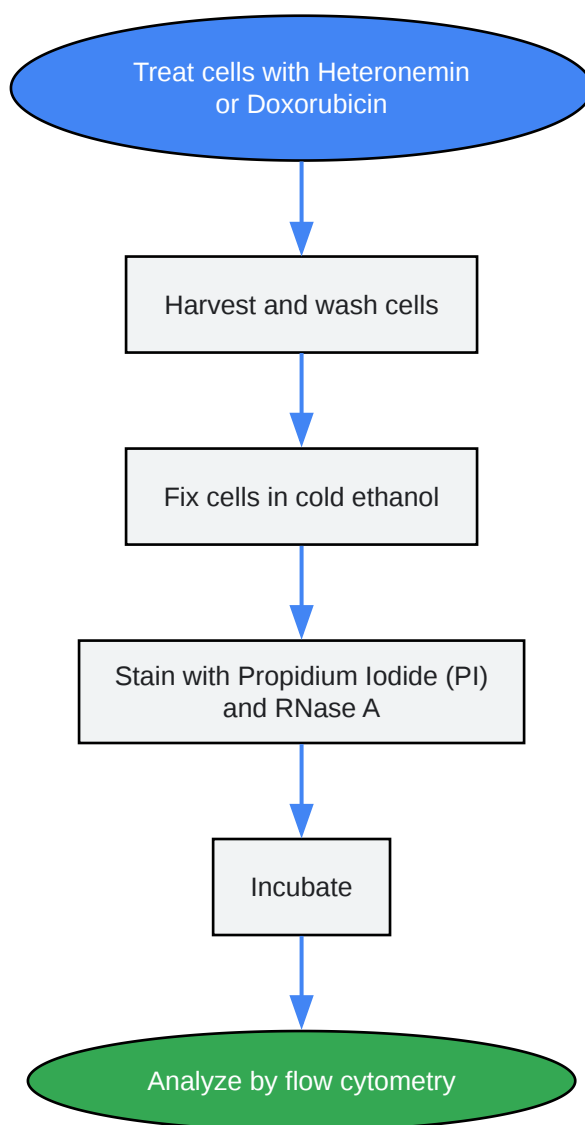 Treat cells with Heteronemin
or Doxorubicin
Harvest and wash cells
Fix cells in cold ethanol
Stain with Propidium Iodide (PI)
and RNase A
Incubate
Analyze by flow cytometry